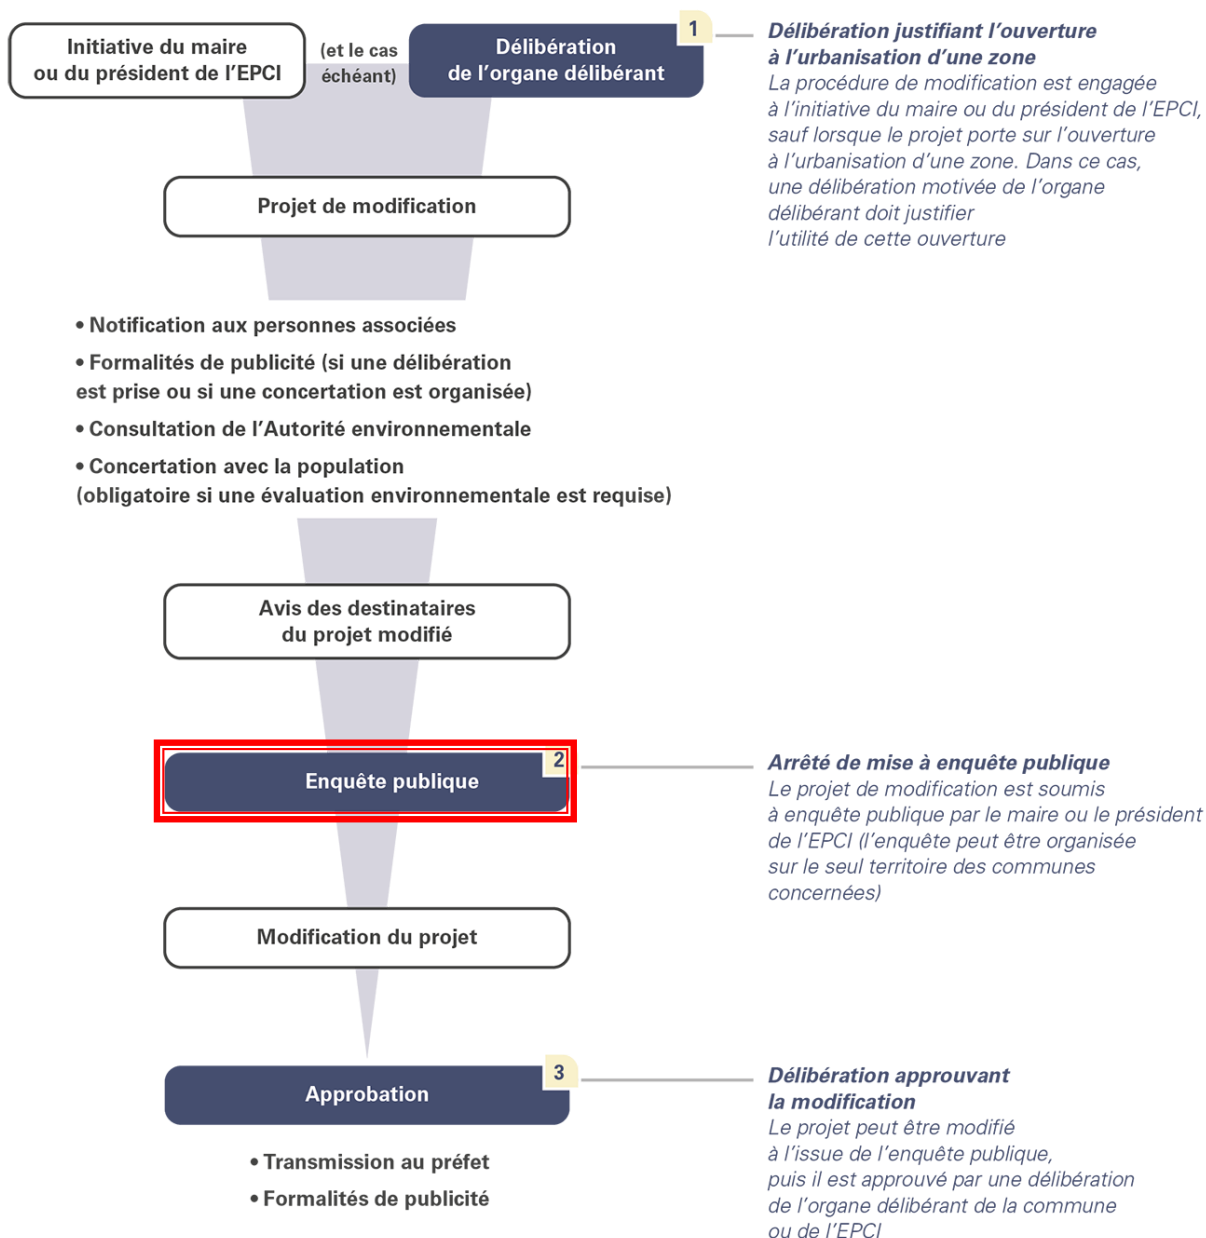 Initiative du maire
ou du président de l'EPCI
(et le cas
échéant)
Délibération
de l'organe délibérant
1
Délibération justifiant l'ouverture
à l'urbanisation d'une zone
La procédure de modification est engagée
à l'initiative du maire ou du président de l'EPCI,
sauf lorsque le projet porte sur l'ouverture
à l'urbanisation d'une zone. Dans ce cas,
une délibération motivée de l'organe
délibérant doit justifier
l'utilité de cette ouverture
Projet de modification
• Notification aux personnes associées
• Formalités de publicité (si une délibération
est prise ou si une concertation est organisée)
• Consultation de l'Autorité environnementale
• Concertation avec la population
(obligatoire si une évaluation environnementale est requise)
Avis des destinataires
du projet modifié
Enquête publique
2
Arrêté de mise à enquête publique
Le projet de modification est soumis
à enquête publique par le maire ou le président
de l'EPCI (l'enquête peut être organisée
sur le seul territoire des communes
concernées)
Modification du projet
Approbation
3
Délibération approuvant
la modification
Le projet peut être modifié
à l'issue de l'enquête publique,
puis il est approuvé par une délibération
de l'organe délibérant de la commune
ou de l'EPCI
• Transmission au préfet
• Formalités de publicité